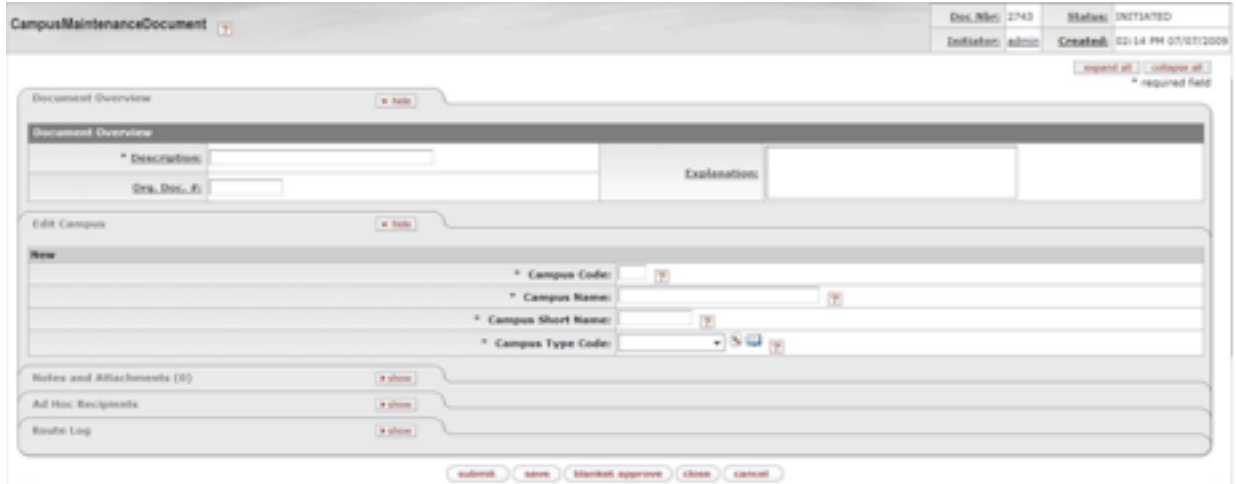 CampusMaintenanceDocument ?
Doc Nbr: 2743 Status: INITIATED
Initiator: admin Created: 02:14 PM 07/07/2009
expand all collapse all
* required field
Document Overview hide
Document Overview
* Description: Explanation:
Org. Doc. #:
Edit Campus hide
New
* Campus Code: ?
* Campus Name: ?
* Campus Short Name: ?
* Campus Type Code: ?
Notes and Attachments (0) show
Ad Hoc Recipients show
Route Log show
submit save blanket approve close cancel